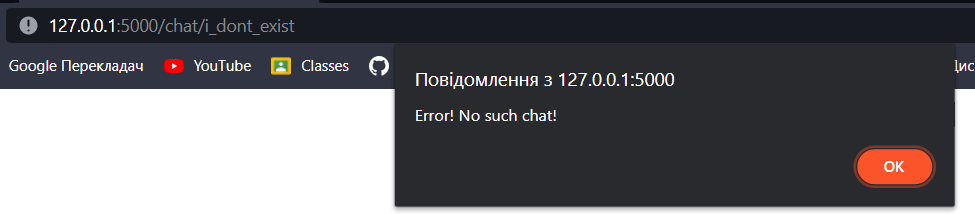 127.0.0.1:5000/chat/i_dont_exist
Google Перекладач YouTube Classes
Повідомлення з 127.0.0.1:5000
Error! No such chat!
OK